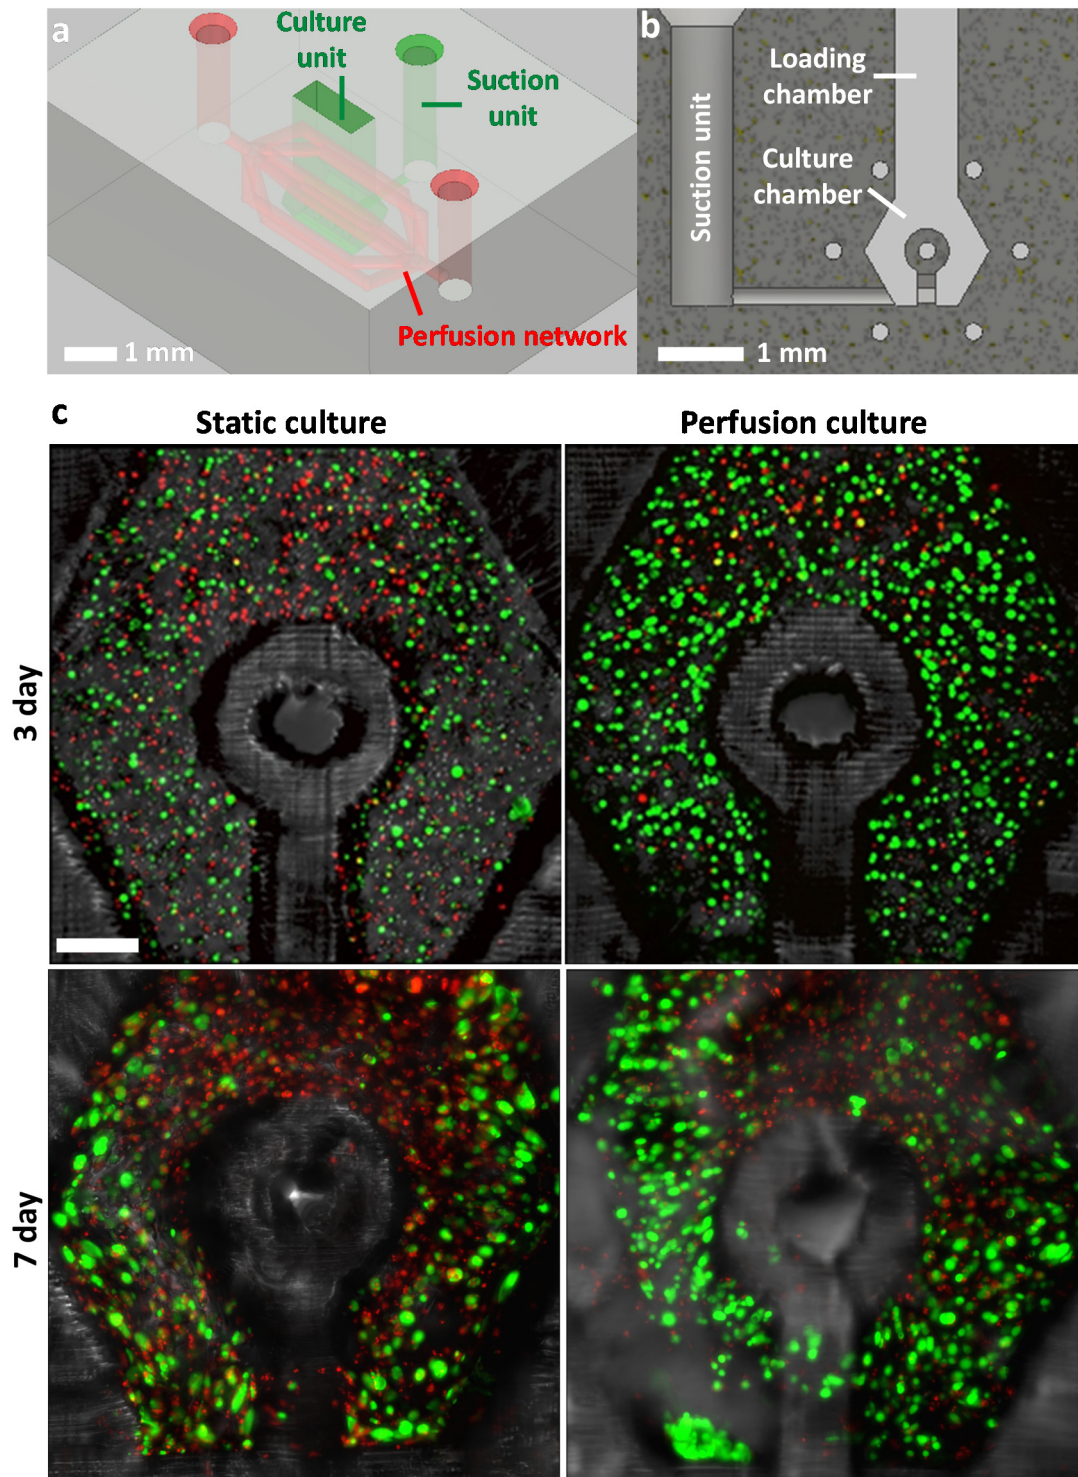 a
Culture
unit
Suction
unit
Perfusion network
1 mm
b
Loading
chamber
Culture
chamber
Suction unit
1 mm
c
Static culture
Perfusion culture
3 day
7 day